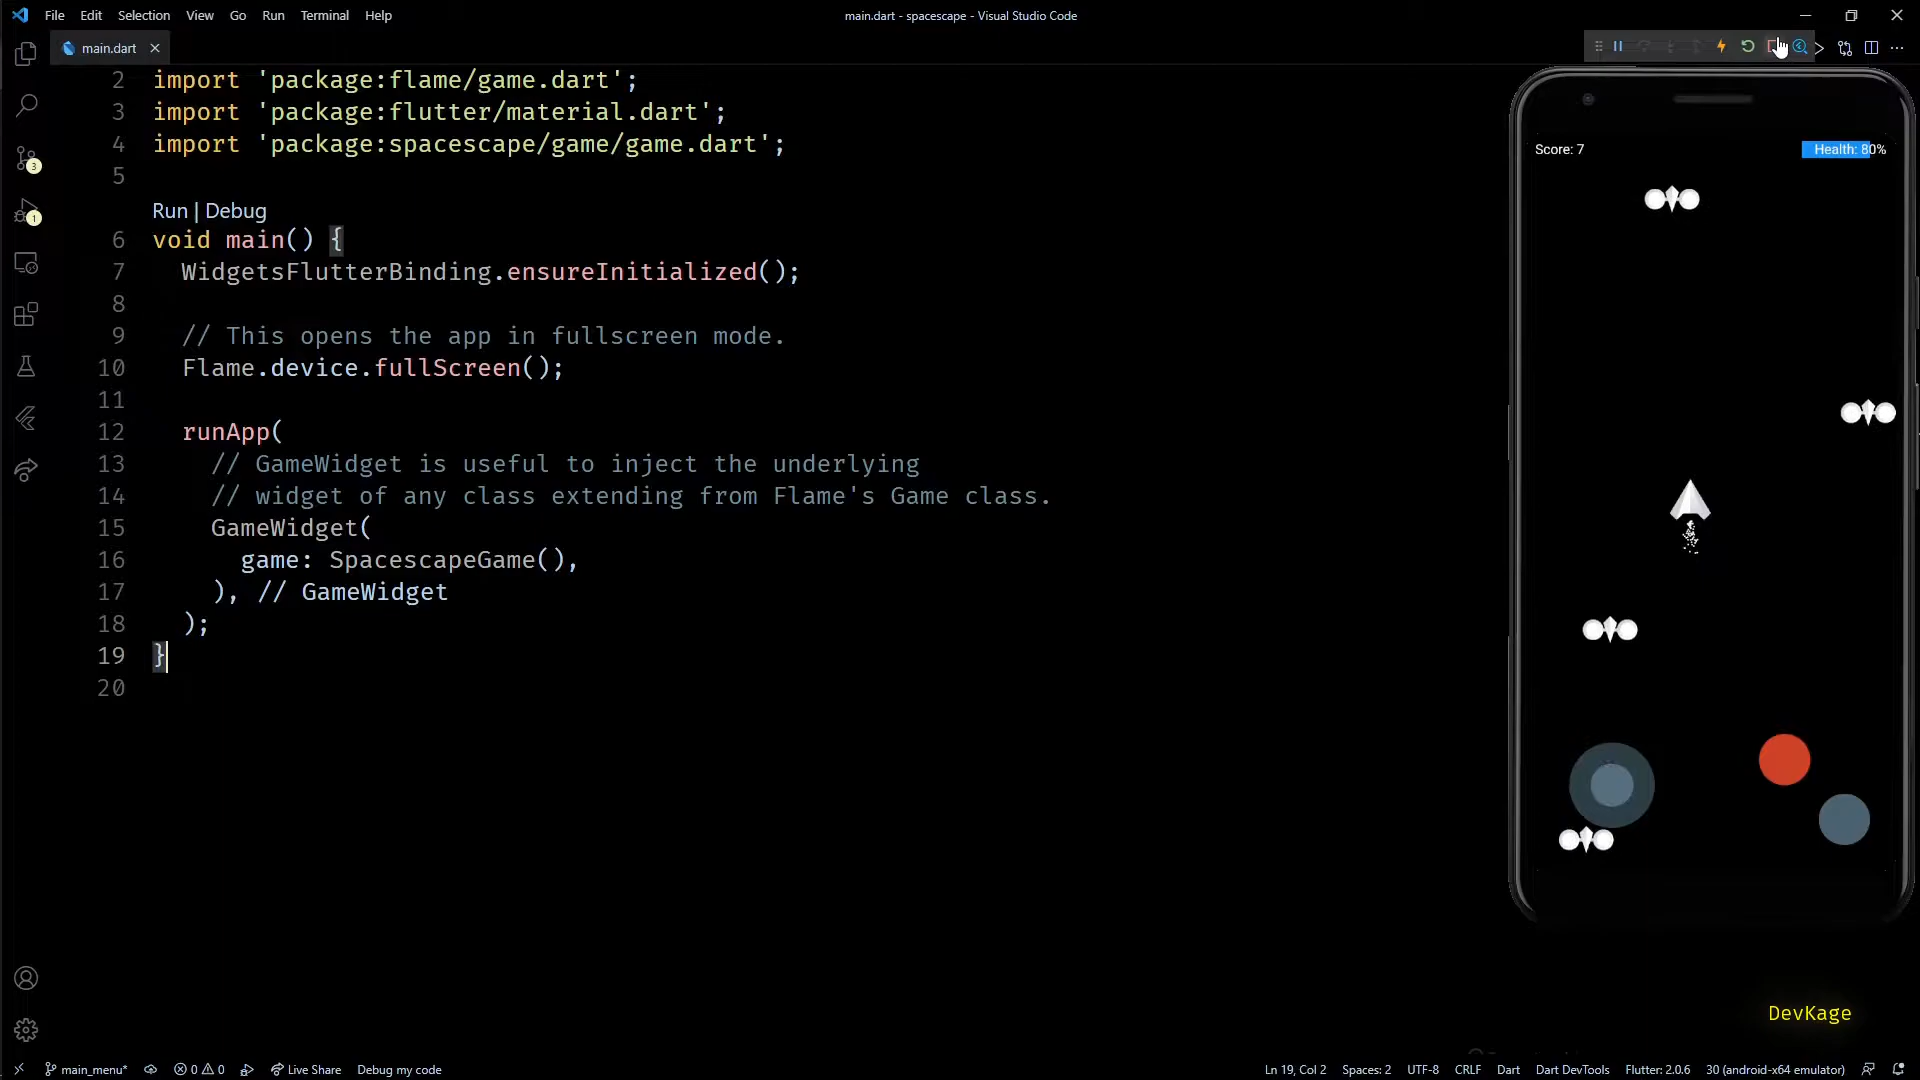 File Edit Selection View Go Run Terminal Help
main.dart - spacescape - Visual Studio Code
main.dart
2 import 'package:flame/game.dart';
3 import 'package:flutter/material.dart';
4 import 'package:spacescape/game/game.dart';
5
Run | Debug
6 void main() {
7 WidgetsFlutterBinding.ensureInitialized();
8
9 // This opens the app in fullscreen mode.
10 Flame.device.fullScreen();
11
12 runApp(
13 // GameWidget is useful to inject the underlying
14 // widget of any class extending from Flame's Game class.
15 GameWidget(
16 game: SpacescapeGame(),
17 ), // GameWidget
18 );
19 }
20
Score: 7
Health: 80%
3
1
DevKage
main_menu* 0 0 Live Share Debug my code
Ln 19, Col 2 Spaces: 2 UTF-8 CRLF Dart Dart DevTools Flutter: 2.0.6 30 (android-x64 emulator)